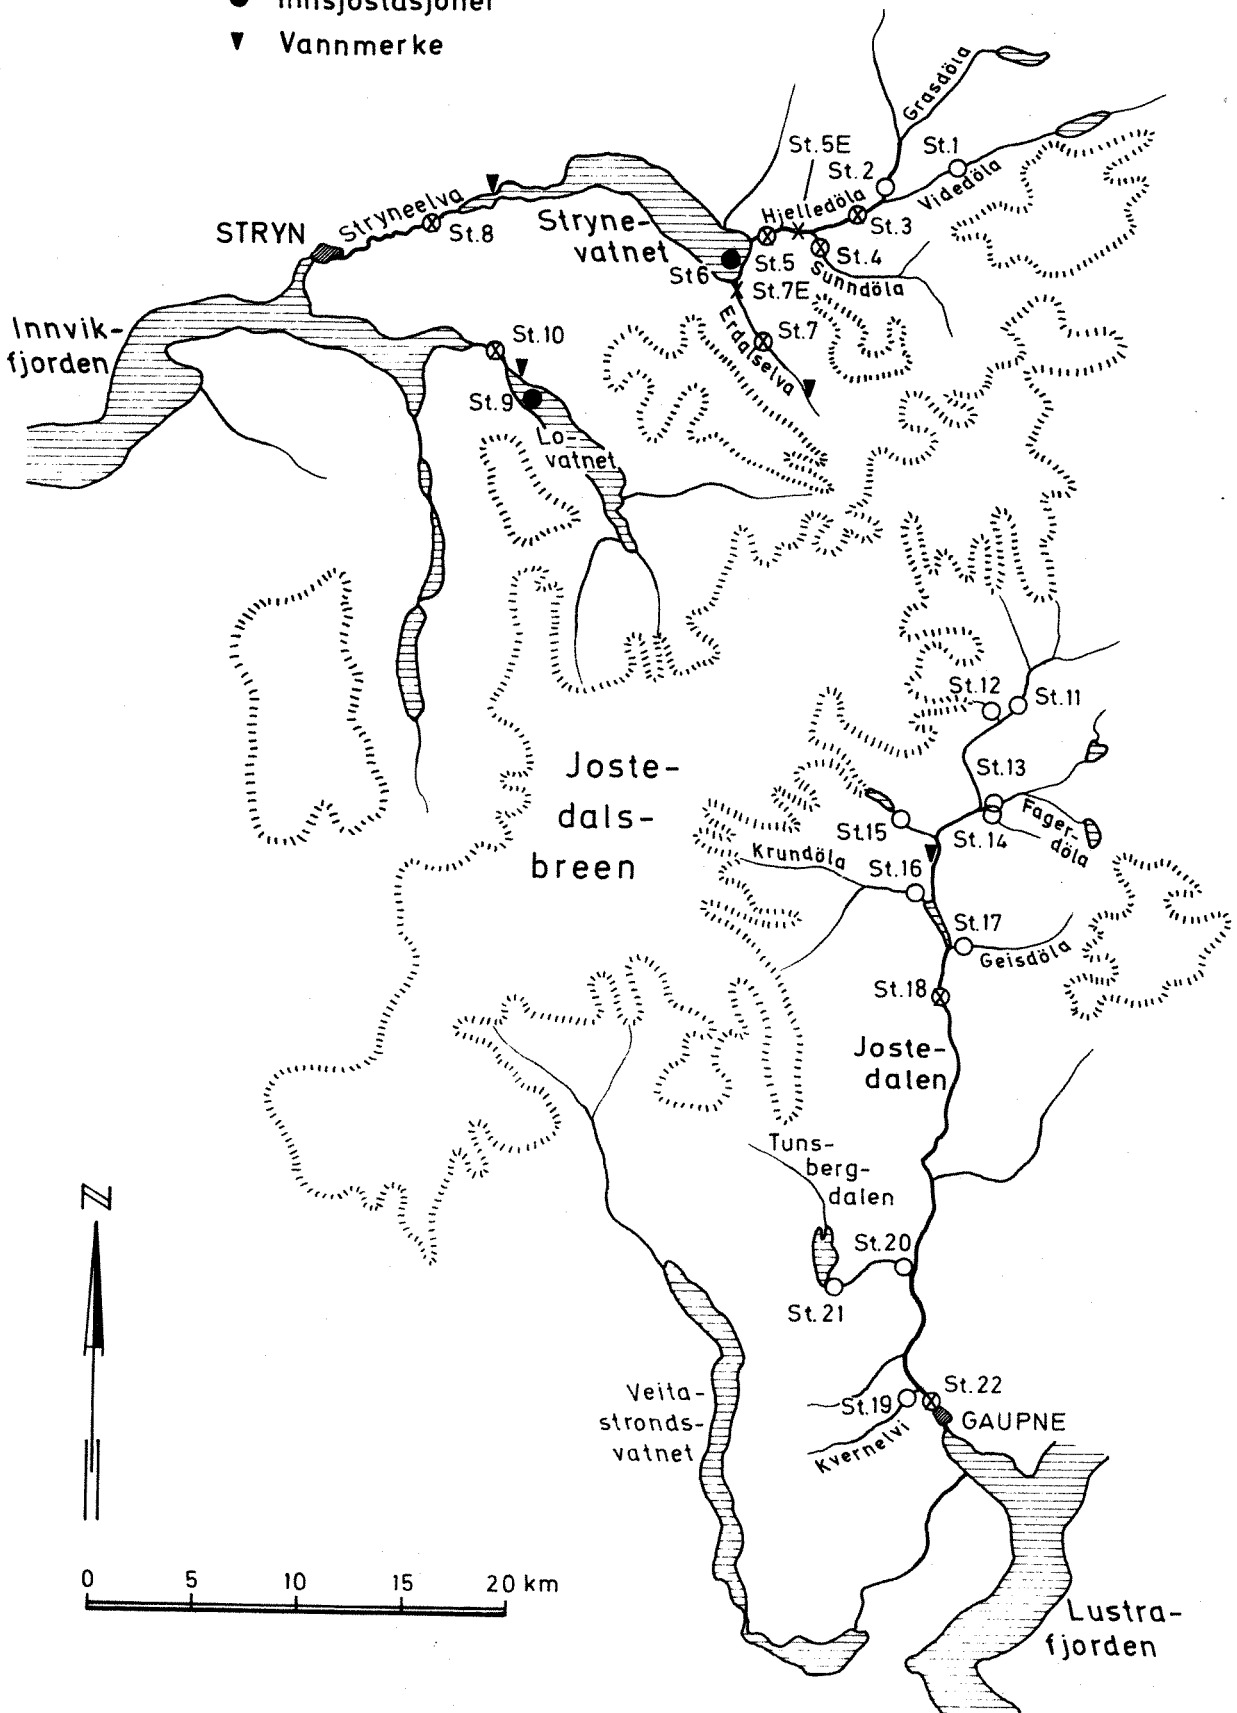 Innsjöstasjoner
Vannmerke
Grasdöla
St.5E
St.1
St.2
Videdöla
Hjelledöla
St.3
STRYN
Stryneelva
St.8
Stryne-
vatnet
St6
St.5
St.4
Sunndöla
St.7E
Innvik-
fjorden
St.10
Erdalselva
St.7
St.9
Lo-
vatnet
St.12
St.11
Joste-
dals-
breen
St.13
Fager-
döla
St.15
St.14
Krundöla
St.16
St.17
Geisdöla
St.18
Joste-
dalen
Tuns-
berg-
dalen
N
St.20
St.21
Veita-
stronds-
vatnet
St.22
St.19
GAUPNE
Kvernelvi
0 5 10 15 20 km
Lustra-
fjorden